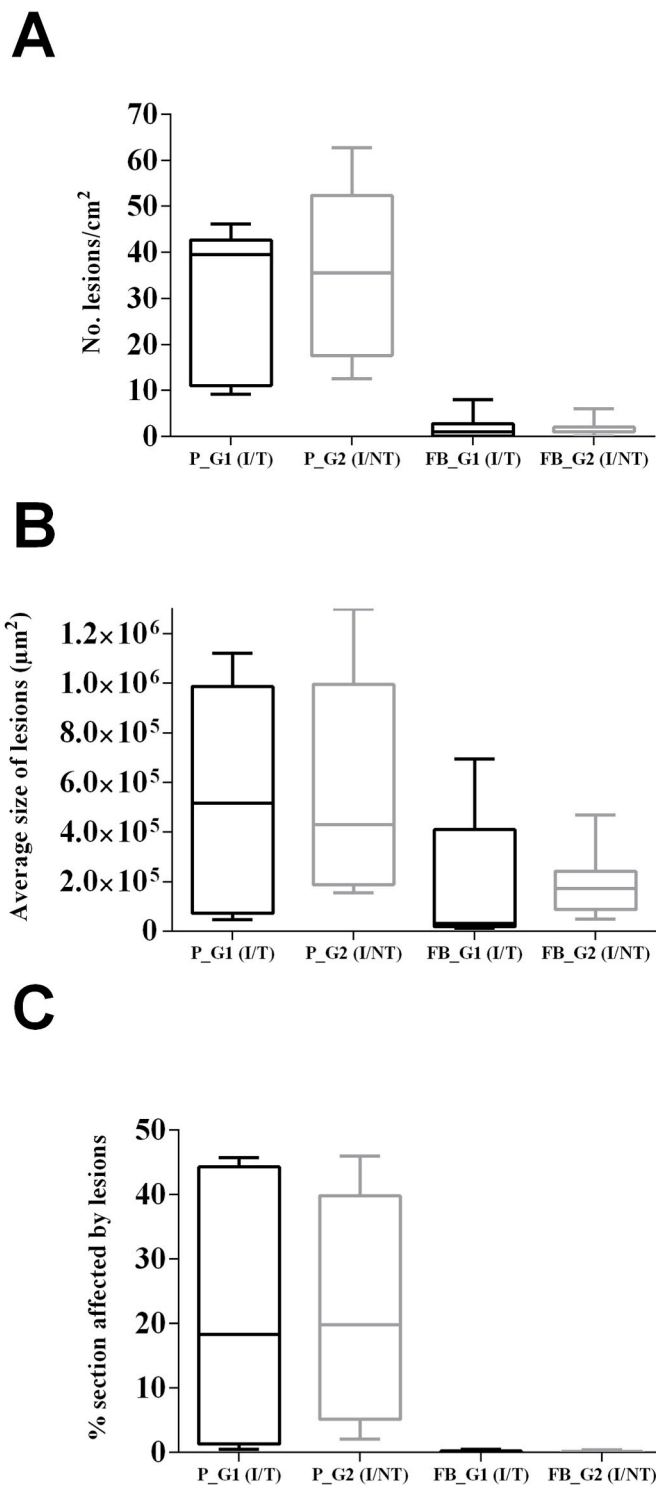 A
No. lesions/cm²
70
60
50
40
30
20
10
0
P_G1 (I/T) P_G2 (I/NT) FB_G1 (I/T) FB_G2 (I/NT)
B
Average size of lesions (μm²)
1.2×10⁶
1.0×10⁶
8.0×10⁵
6.0×10⁵
4.0×10⁵
2.0×10⁵
0
P_G1 (I/T) P_G2 (I/NT) FB_G1 (I/T) FB_G2 (I/NT)
C
% section affected by lesions
50
40
30
20
10
0
P_G1 (I/T) P_G2 (I/NT) FB_G1 (I/T) FB_G2 (I/NT)